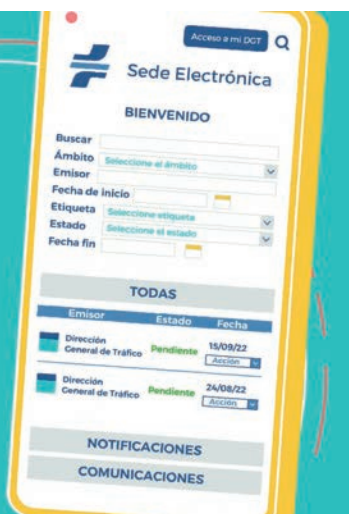 Acceso a mi DGT
Sede Electrónica
BIENVENIDO
Buscar
Ámbito Seleccione el ámbito
Emisor
Fecha de inicio
Etiqueta Seleccione etiqueta
Estado Seleccione el estado
Fecha fin
TODAS
Emisor Estado Fecha
Dirección
General de Tráfico Pendiente 15/09/22
Acción
Dirección
General de Tráfico Pendiente 24/08/22
Acción
NOTIFICACIONES
COMUNICACIONES